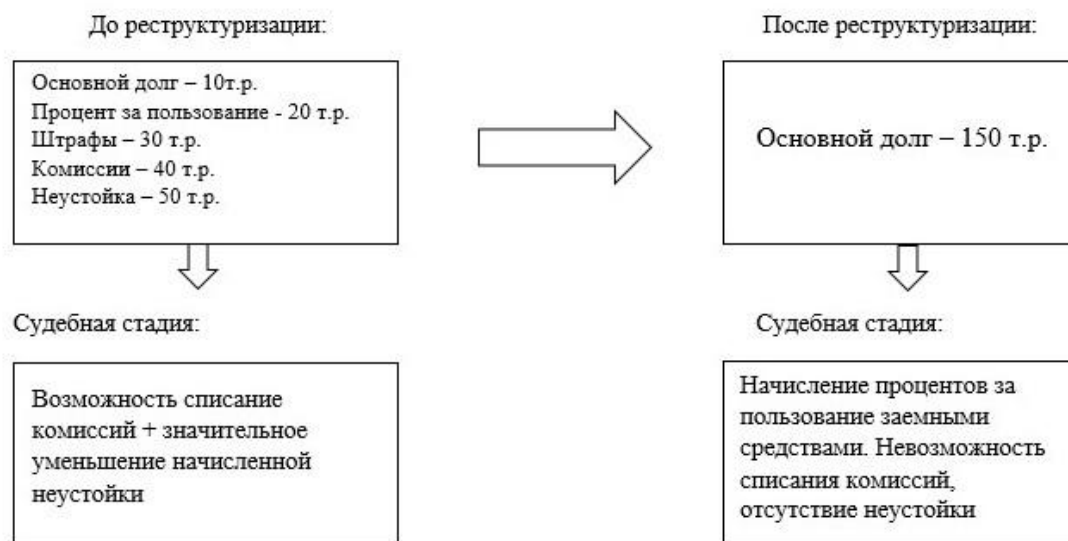 До реструктуризации:
Основной долг – 10т.р.
Процент за пользование - 20 т.р.
Штрафы – 30 т.р.
Комиссии – 40 т.р.
Неустойка – 50 т.р.
Судебная стадия:
Возможность списание
комиссий + значительное
уменьшение начисленной
неустойки
После реструктуризации:
Основной долг – 150 т.р.
Судебная стадия:
Начисление процентов за
пользование заемными
средствами. Невозможность
списания комиссий,
отсутствие неустойки